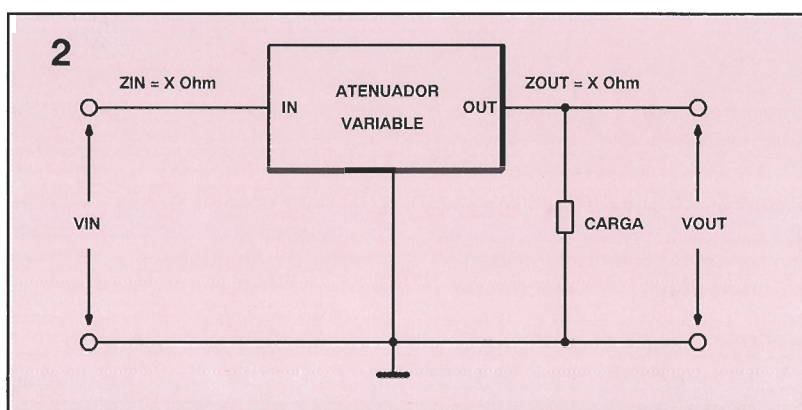 2
ZIN = X Ohm
ATENUADOR
ZOUT = X Ohm
IN
OUT
VARIABLE
VIN
CARGA
VOUT